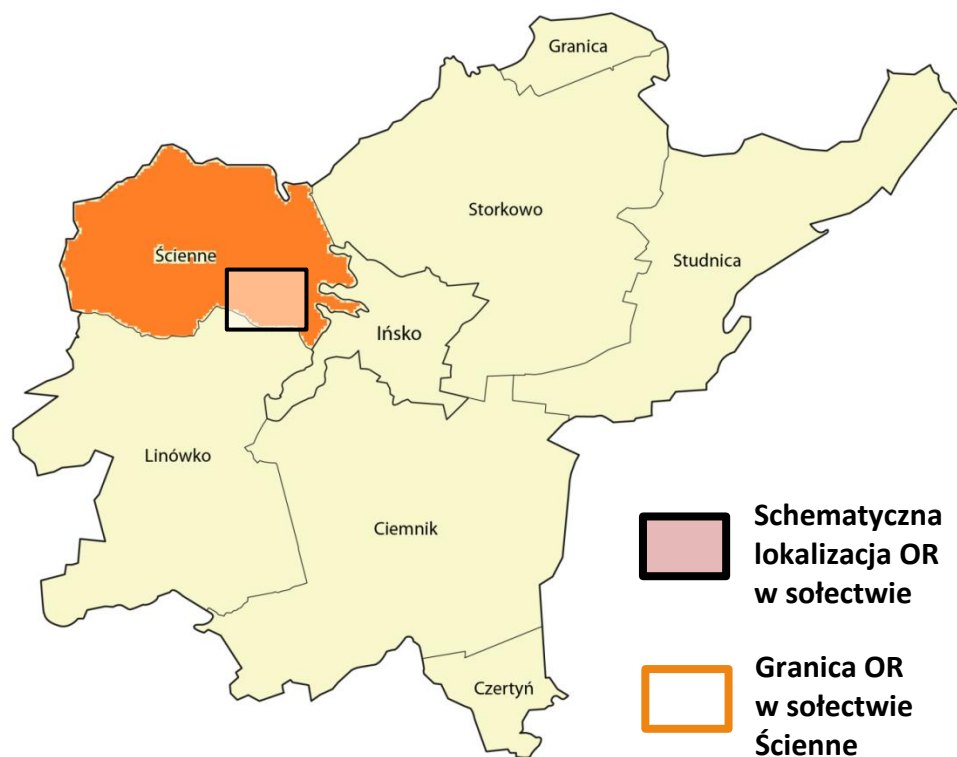 Granica
Storkowo
Studnica
Ścienne
Ińsko
Linówko
Ciemnik
Czertyń
Schematyczna
lokalizacja OR
w sołectwie
Granica OR
w sołectwie
Ścienne